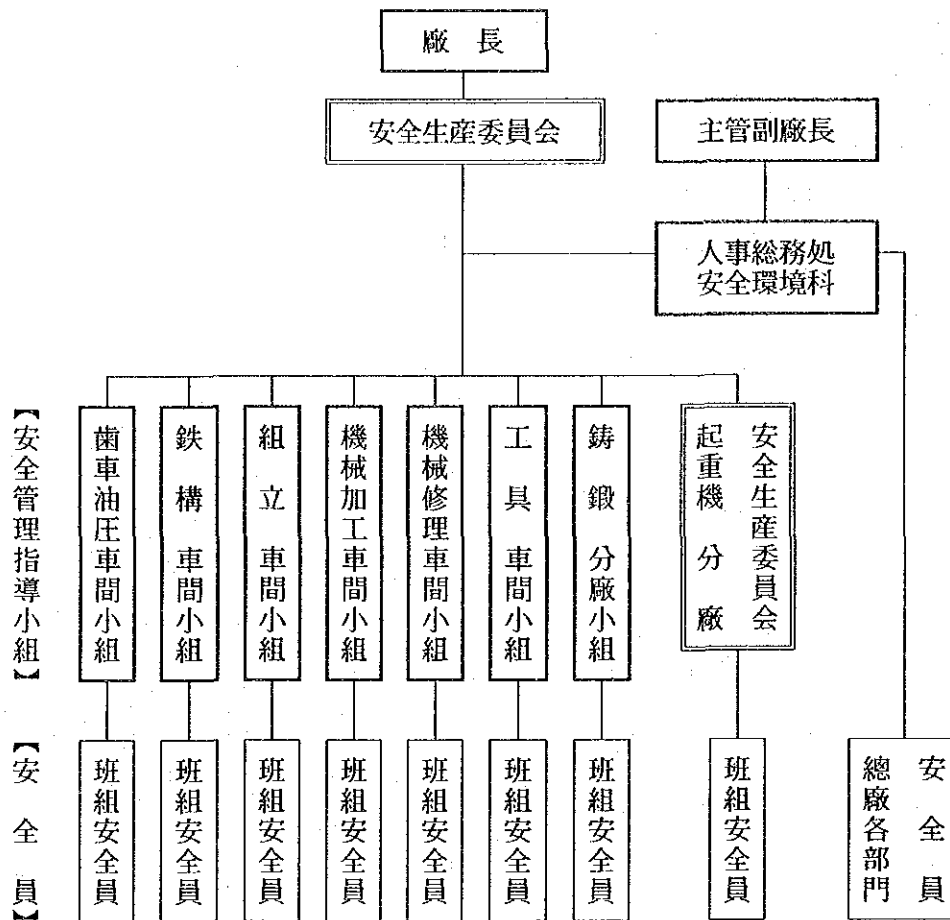 廠長
安全生産委員会
主管副廠長
人事総務処
安全環境科
【安全管理指導小組】
歯車油圧車間小組
鉄構車間小組
組立車間小組
機械加工車間小組
機械修理車間小組
工具車間小組
鋳鍛分廠小組
起重機分廠
安全生産委員会
【安全員】
班組安全員
班組安全員
班組安全員
班組安全員
班組安全員
班組安全員
班組安全員
班組安全員
總廠各部門
安全員